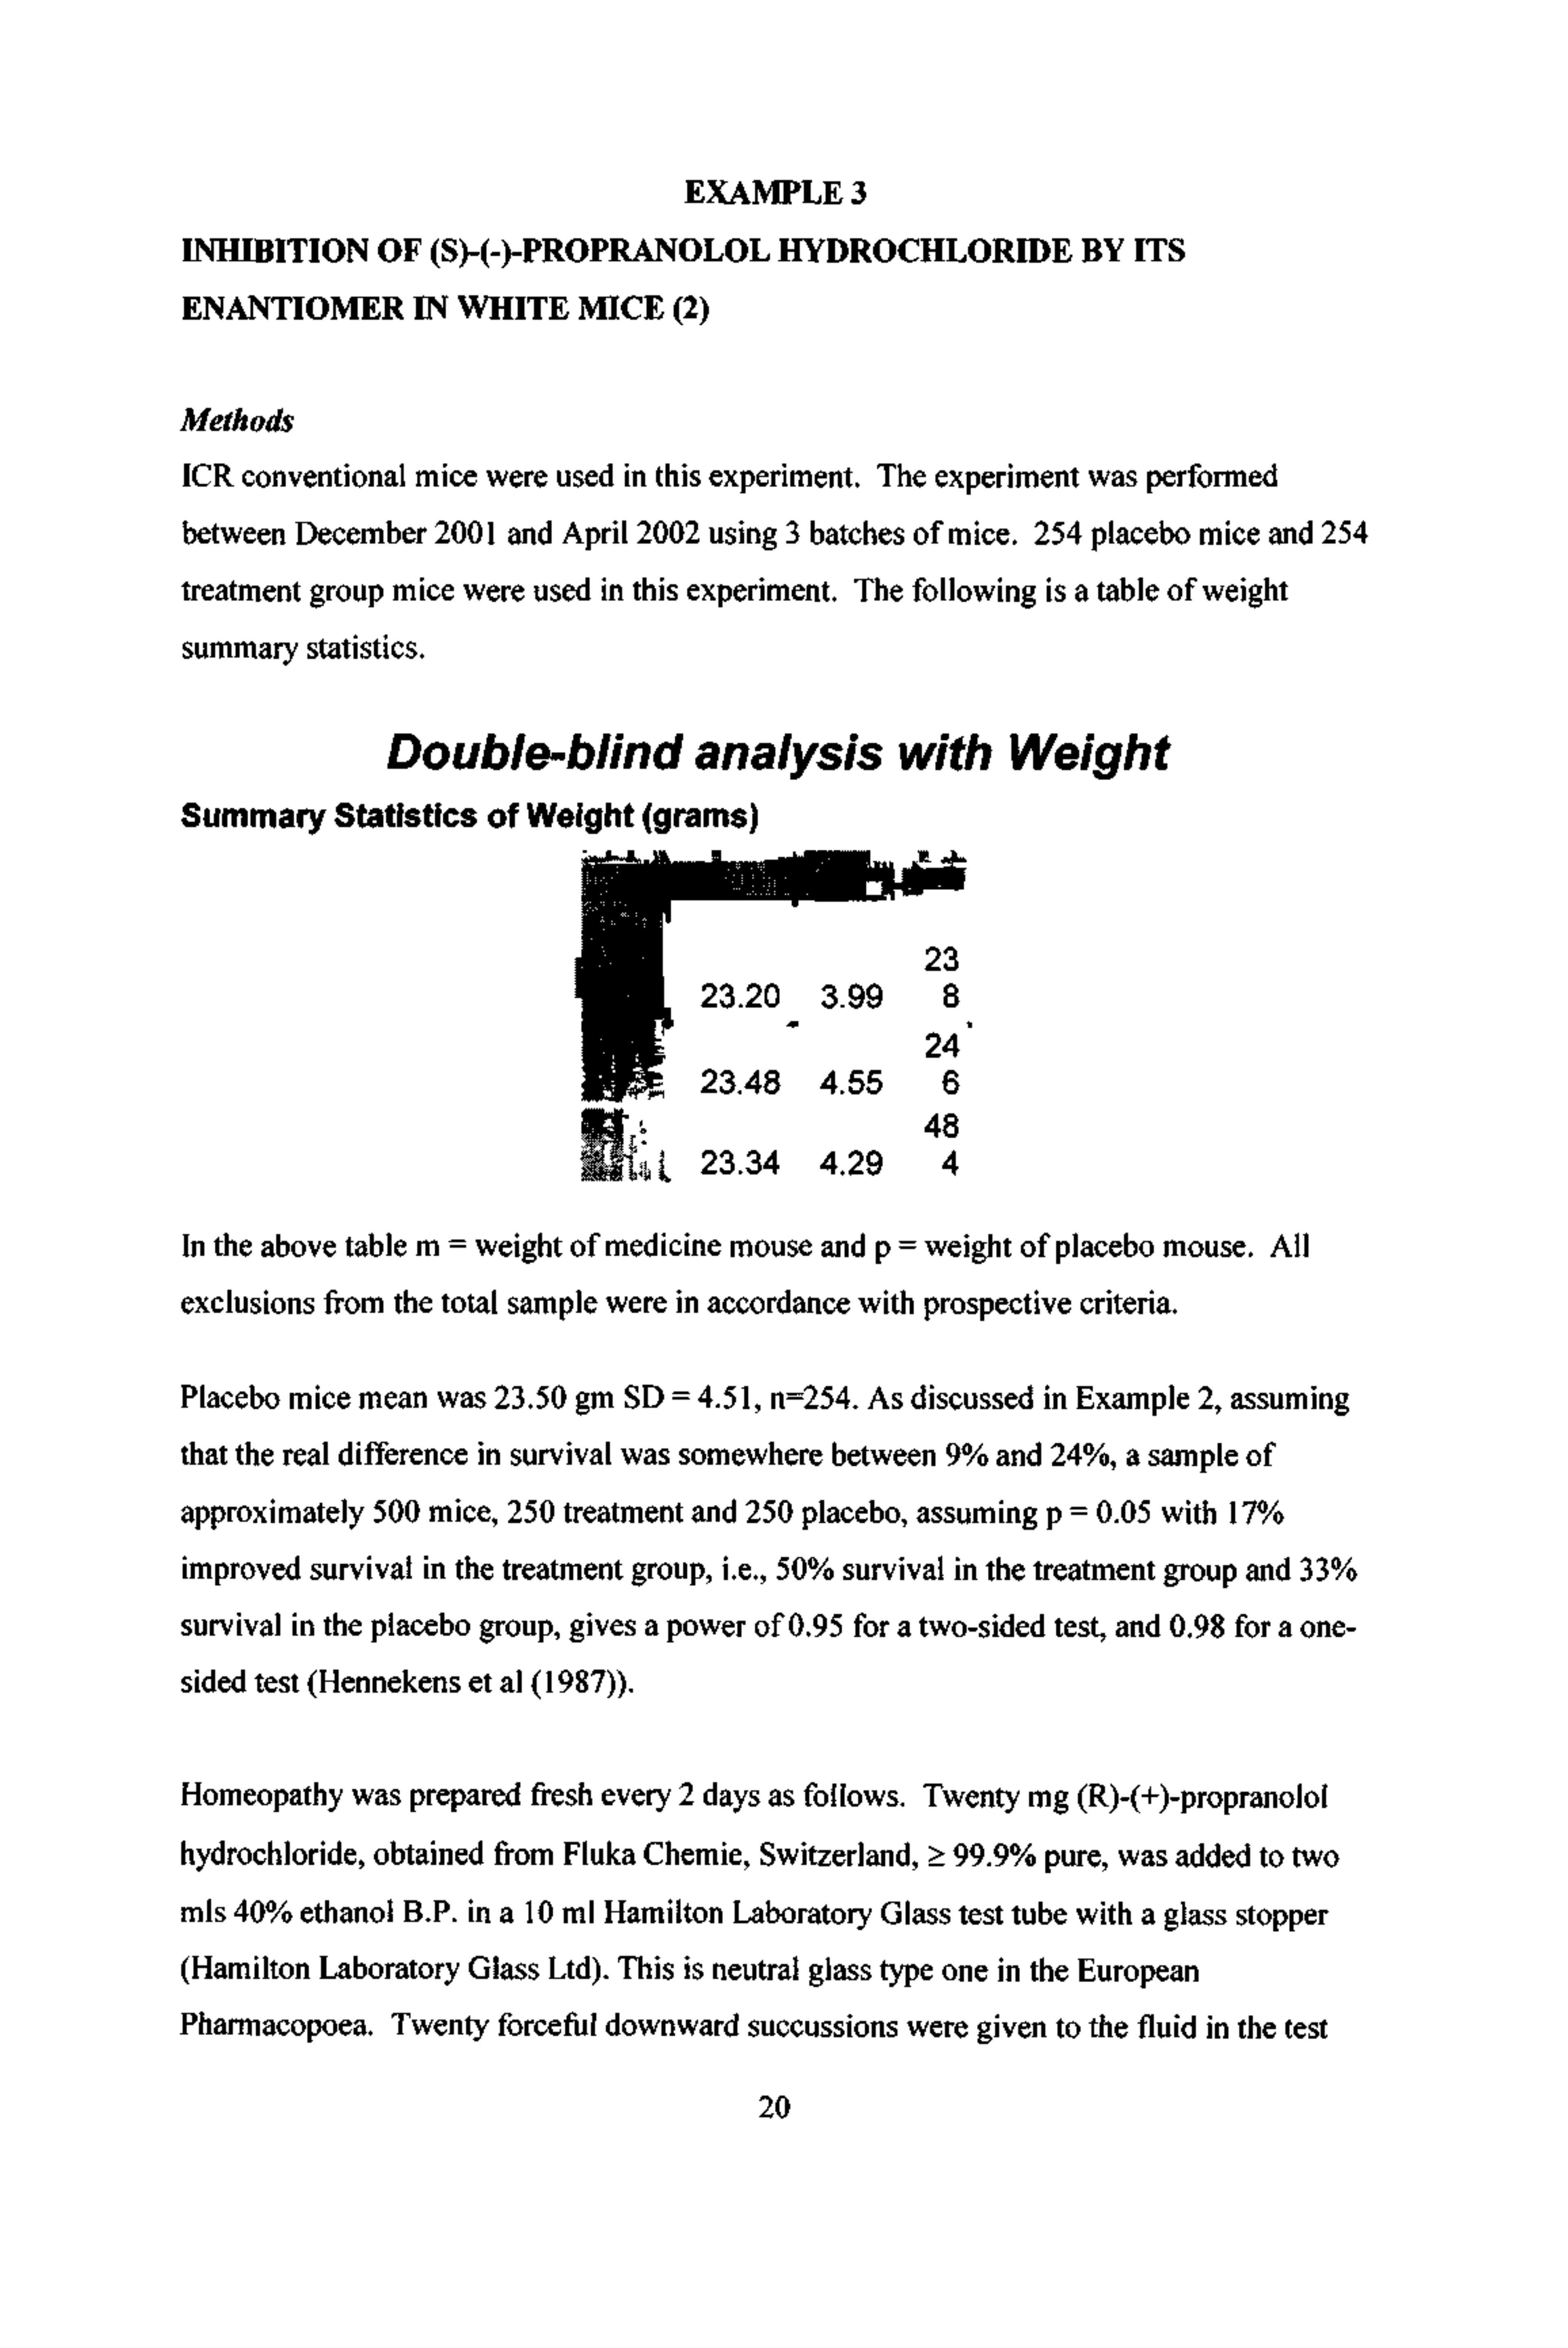 EXAMPLE 3
INHIBITION OF (S)-(-)-PROPRANOLOL HYDROCHLORIDE BY ITS
ENANTIOMER IN WHITE MICE (2)
Methods
ICR conventional mice were used in this experiment. The experiment was performed
between December 2001 and April 2002 using 3 batches of mice. 254 placebo mice and 254
treatment group mice were used in this experiment. The following is a table of weight
summary statistics.
Double-blind analysis with Weight
Summary Statistics of Weight (grams)
23
23.20 3.99 8
24
23.48 4.55 6
48
23.34 4.29 4
In the above table m = weight of medicine mouse and p = weight of placebo mouse. All
exclusions from the total sample were in accordance with prospective criteria.
Placebo mice mean was 23.50 gm SD = 4.51, n=254. As discussed in Example 2, assuming
that the real difference in survival was somewhere between 9% and 24%, a sample of
approximately 500 mice, 250 treatment and 250 placebo, assuming p = 0.05 with 17%
improved survival in the treatment group, i.e., 50% survival in the treatment group and 33%
survival in the placebo group, gives a power of 0.95 for a two-sided test, and 0.98 for a one-
sided test (Hennekens et al (1987)).
Homeopathy was prepared fresh every 2 days as follows. Twenty mg (R)-(+)-propranolol
hydrochloride, obtained from Fluka Chemie, Switzerland, ≥ 99.9% pure, was added to two
mls 40% ethanol B.P. in a 10 ml Hamilton Laboratory Glass test tube with a glass stopper
(Hamilton Laboratory Glass Ltd). This is neutral glass type one in the European
Pharmacopoea. Twenty forceful downward succussions were given to the fluid in the test
20